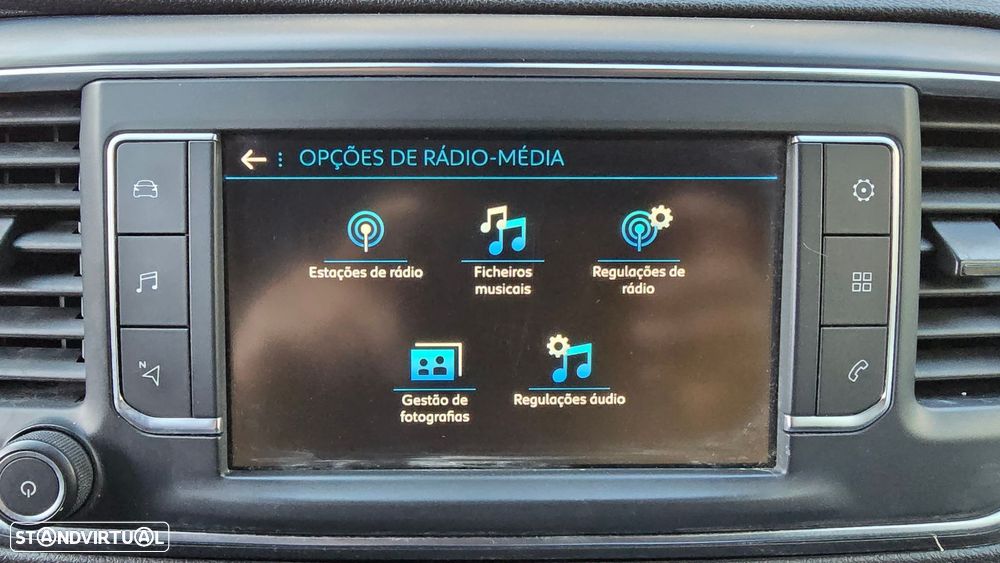 OPÇÕES DE RÁDIO-MÉDIA
Estações de rádio
Ficheiros
musicais
Regulações de
rádio
Gestão de
fotografias
Regulações áudio
N
STANDVIRTUAL